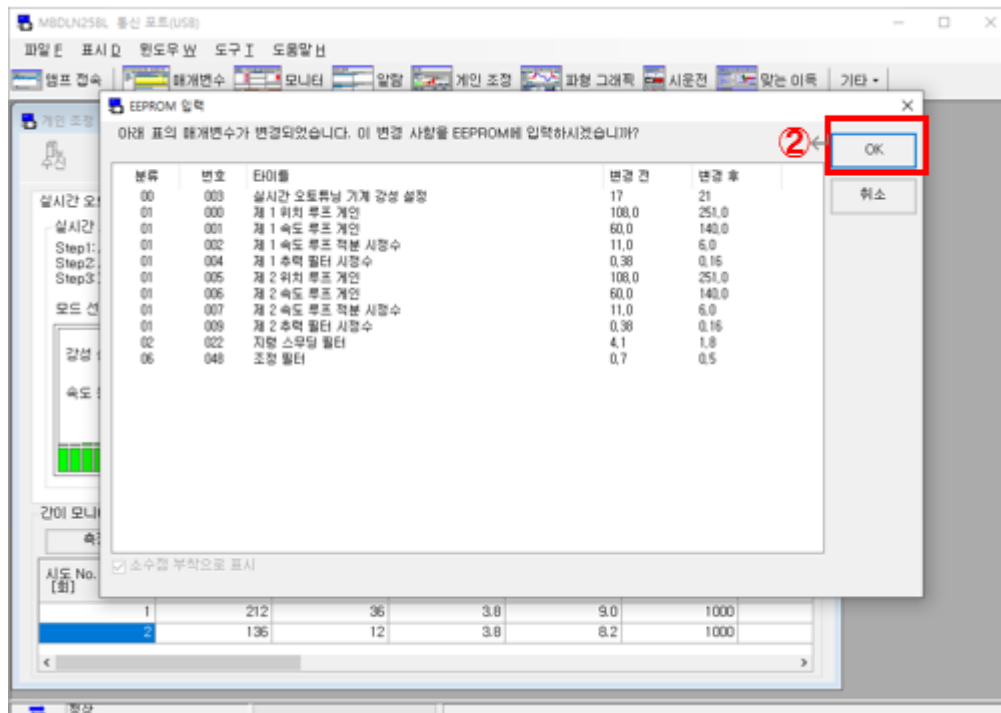 MBDLN25BL 통신 포트(USB)
파일 F 표시 D 윈도우 W 도구 T 도움말 H
앰프 접속 매개변수 모니터 알람 게인 조정 파형 그래픽 시운전 맞는 이득 기타
게인 조정
EEPROM 입력
아래 표의 매개변수가 변경되었습니다. 이 변경 사항을 EEPROM에 입력하시겠습니까?
② OK
취소
수신
분류 번호 타이틀 변경 전 변경 후
00 003 실시간 오토튜닝 기계 강성 설정 17 21
01 000 제 1 위치 루프 게인 108,0 251,0
01 001 제 1 속도 루프 게인 60,0 140,0
01 002 제 1 속도 루프 적분 시정수 11,0 6,0
01 004 제 1 추력 필터 시정수 0,38 0,16
01 005 제 2 위치 루프 게인 108,0 251,0
01 006 제 2 속도 루프 게인 60,0 140,0
01 007 제 2 속도 루프 적분 시정수 11,0 6,0
01 009 제 2 추력 필터 시정수 0,38 0,16
02 022 지령 스무딩 필터 4,1 1,8
06 048 조정 필터 0,7 0,5
실시간 오
실시간
Step1:
Step2
Step3:
모드 선
강성
속도
간이 모니
측
소수점 부착으로 표시
시도 No.
[회]
1 212 36 3.8 9.0 1000
2 136 12 3.8 8.2 1000
정상